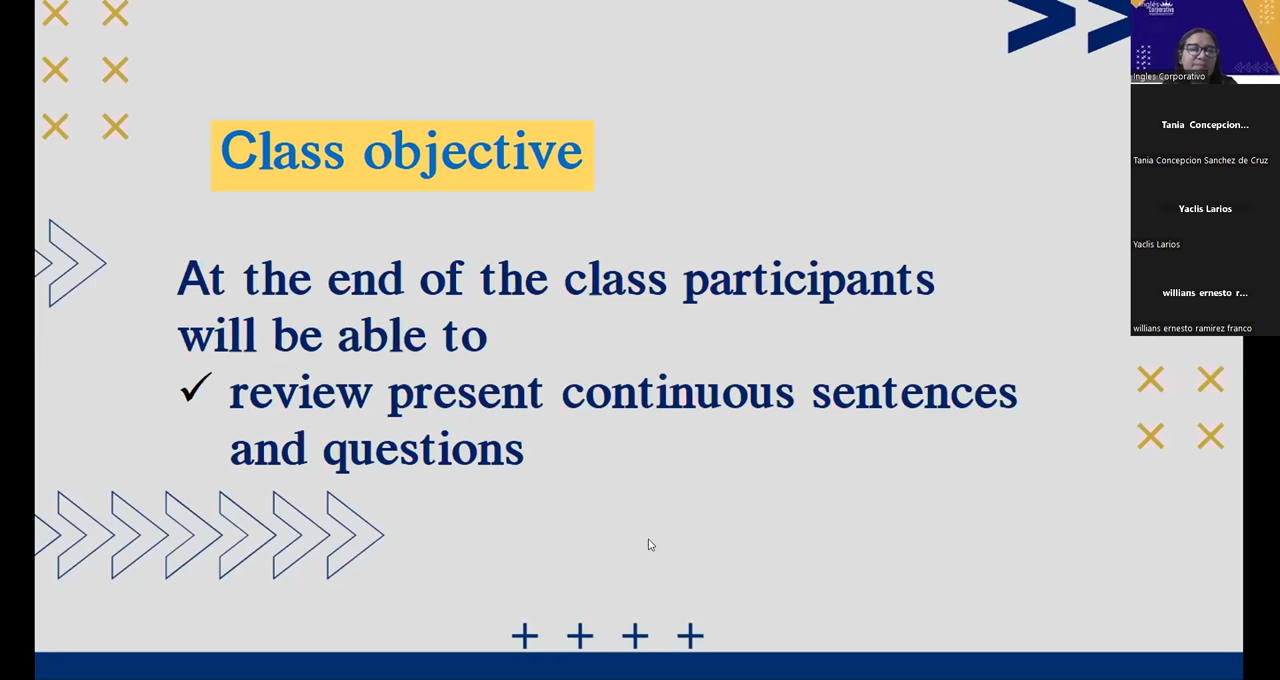 Class objective
At the end of the class participants
will be able to
✓ review present continuous sentences
and questions
Corporativo
Ingles Corporativo
Tania Concepcion...
Tania Concepcion Sanchez de Cruz
Yaclis Larios
Yaclis Larios
willians ernesto r...
willians ernesto ramirez franco